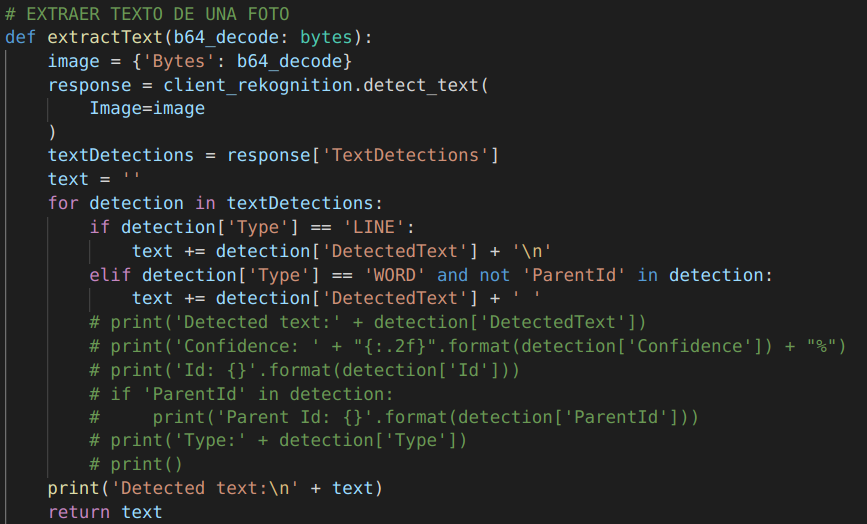 # EXTRAER TEXTO DE UNA FOTO
def extractText(b64_decode: bytes):
    image = {'Bytes': b64_decode}
    response = client_rekognition.detect_text(
        Image=image
    )
    textDetections = response['TextDetections']
    text = ''
    for detection in textDetections:
        if detection['Type'] == 'LINE':
            text += detection['DetectedText'] + '\n'
        elif detection['Type'] == 'WORD' and not 'ParentId' in detection:
            text += detection['DetectedText'] + ' '
        # print('Detected text:' + detection['DetectedText'])
        # print('Confidence: ' + "{:.2f}".format(detection['Confidence']) + "%")
        # print('Id: {}'.format(detection['Id']))
        # if 'ParentId' in detection:
        #     print('Parent Id: {}'.format(detection['ParentId']))
        # print('Type:' + detection['Type'])
        # print()
    print('Detected text:\n' + text)
    return text